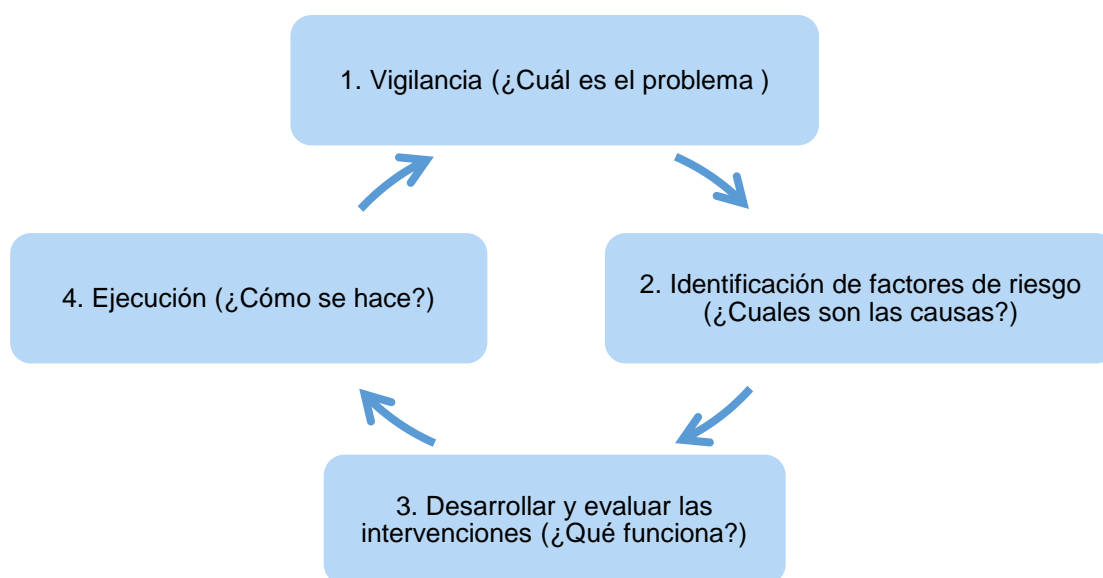 1. Vigilancia (¿Cuál es el problema )
2. Identificación de factores de riesgo
(¿Cuales son las causas?)
3. Desarrollar y evaluar las
intervenciones (¿Qué funciona?)
4. Ejecución (¿Cómo se hace?)